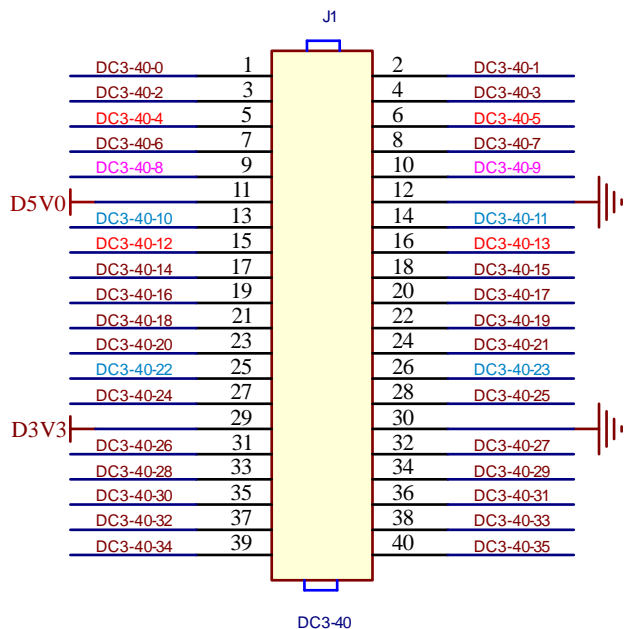 J1
DC3-40-0 1 2 DC3-40-1
DC3-40-2 3 4 DC3-40-3
DC3-40-4 5 6 DC3-40-5
DC3-40-6 7 8 DC3-40-7
DC3-40-8 9 10 DC3-40-9
D5V0 11 12
DC3-40-10 13 14 DC3-40-11
DC3-40-12 15 16 DC3-40-13
DC3-40-14 17 18 DC3-40-15
DC3-40-16 19 20 DC3-40-17
DC3-40-18 21 22 DC3-40-19
DC3-40-20 23 24 DC3-40-21
DC3-40-22 25 26 DC3-40-23
DC3-40-24 27 28 DC3-40-25
D3V3 29 30
DC3-40-26 31 32 DC3-40-27
DC3-40-28 33 34 DC3-40-29
DC3-40-30 35 36 DC3-40-31
DC3-40-32 37 38 DC3-40-33
DC3-40-34 39 40 DC3-40-35
DC3-40